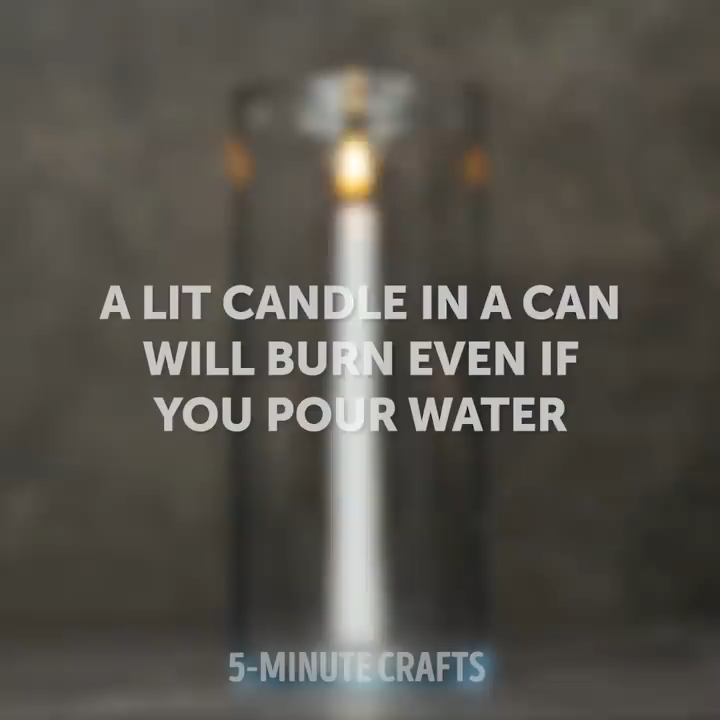 A LIT CANDLE IN A CAN
WILL BURN EVEN IF
YOU POUR WATER
5-MINUTE CRAFTS